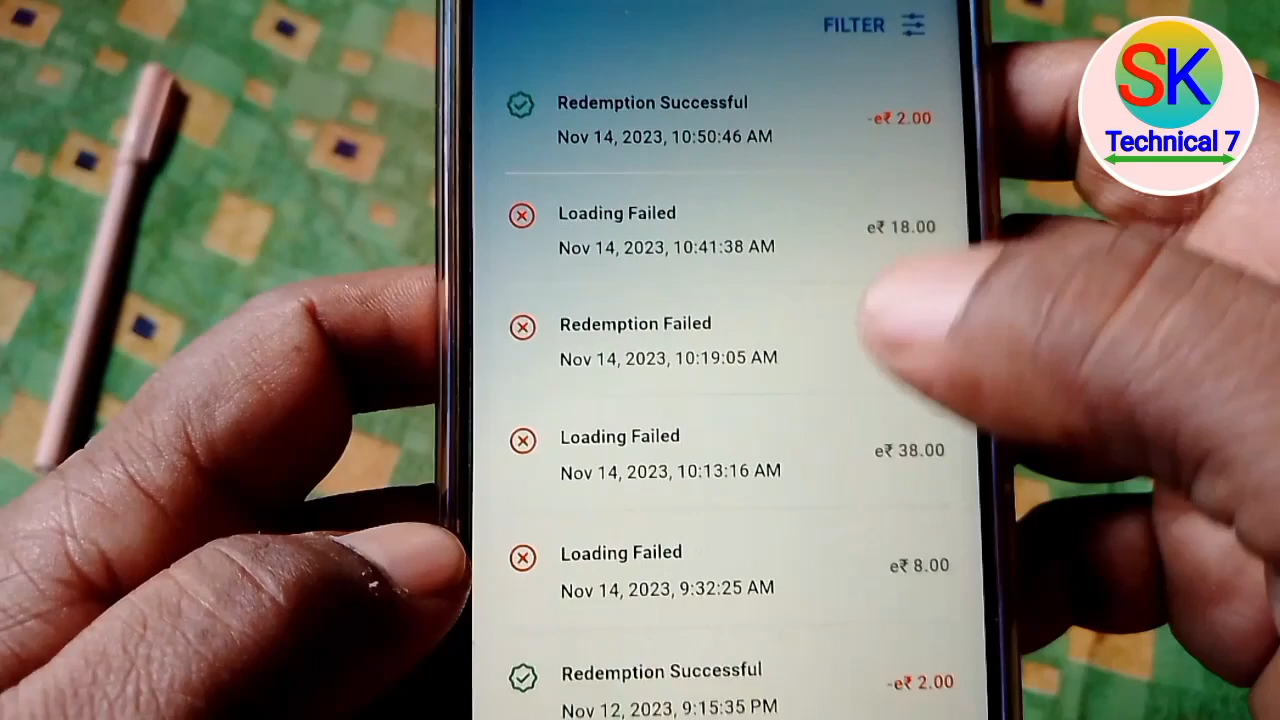 FILTER
Redemption Successful
-e₹ 2.00
Nov 14, 2023, 10:50:46 AM
Loading Failed
e₹ 18.00
Nov 14, 2023, 10:41:38 AM
Redemption Failed
Nov 14, 2023, 10:19:05 AM
Loading Failed
e₹ 38.00
Nov 14, 2023, 10:13:16 AM
Loading Failed
e₹ 8.00
Nov 14, 2023, 9:32:25 AM
Redemption Successful
-e₹ 2.00
Nov 12, 2023, 9:15:35 PM
SK
Technical 7